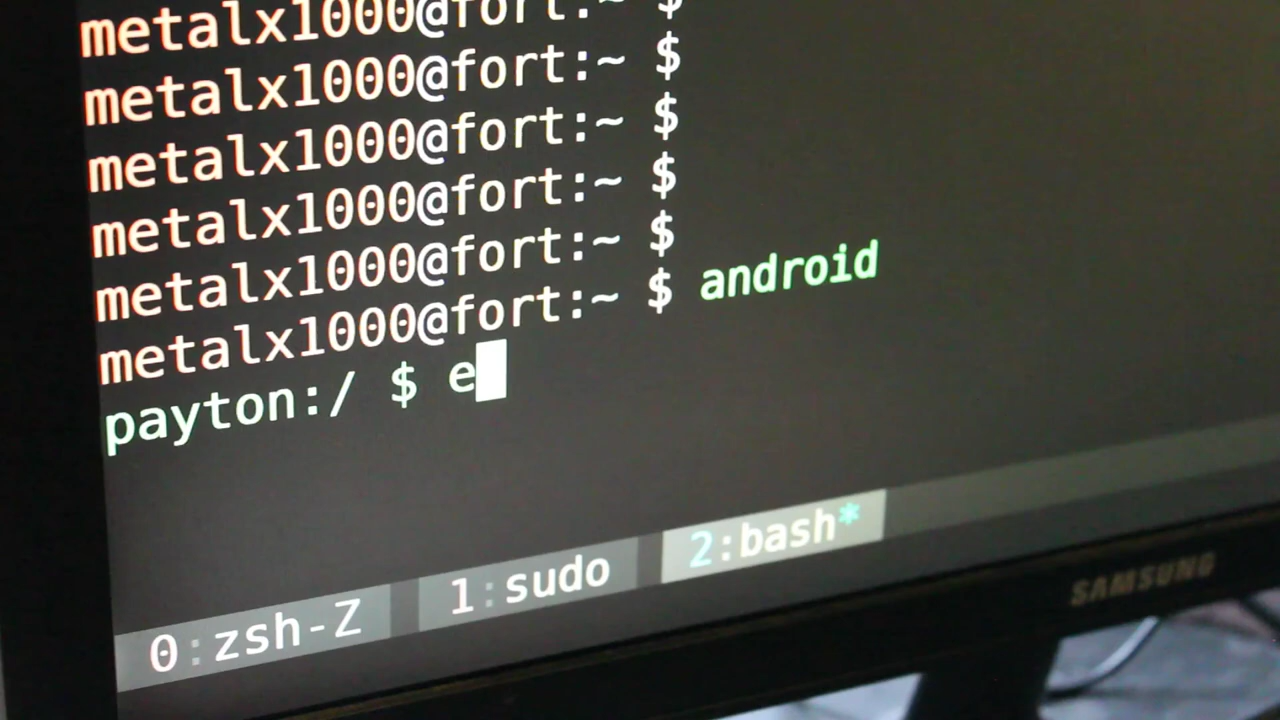 metalx1000@fort:~ $
metalx1000@fort:~ $
metalx1000@fort:~ $
metalx1000@fort:~ $
metalx1000@fort:~ $
metalx1000@fort:~ $ android
payton:/ $ e
0:zsh-Z 1:sudo 2:bash*
SAMSUNG